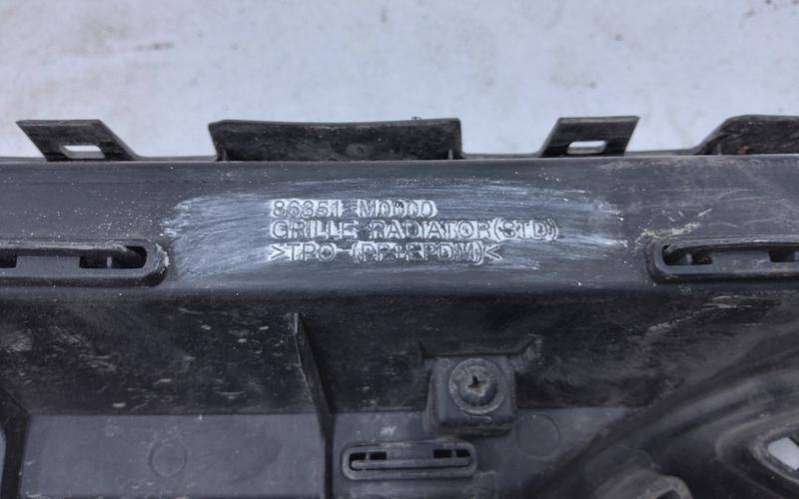 86351-M0000
GRILLE-RADIATOR(STD)
>TPO-(PP+EPDM)<